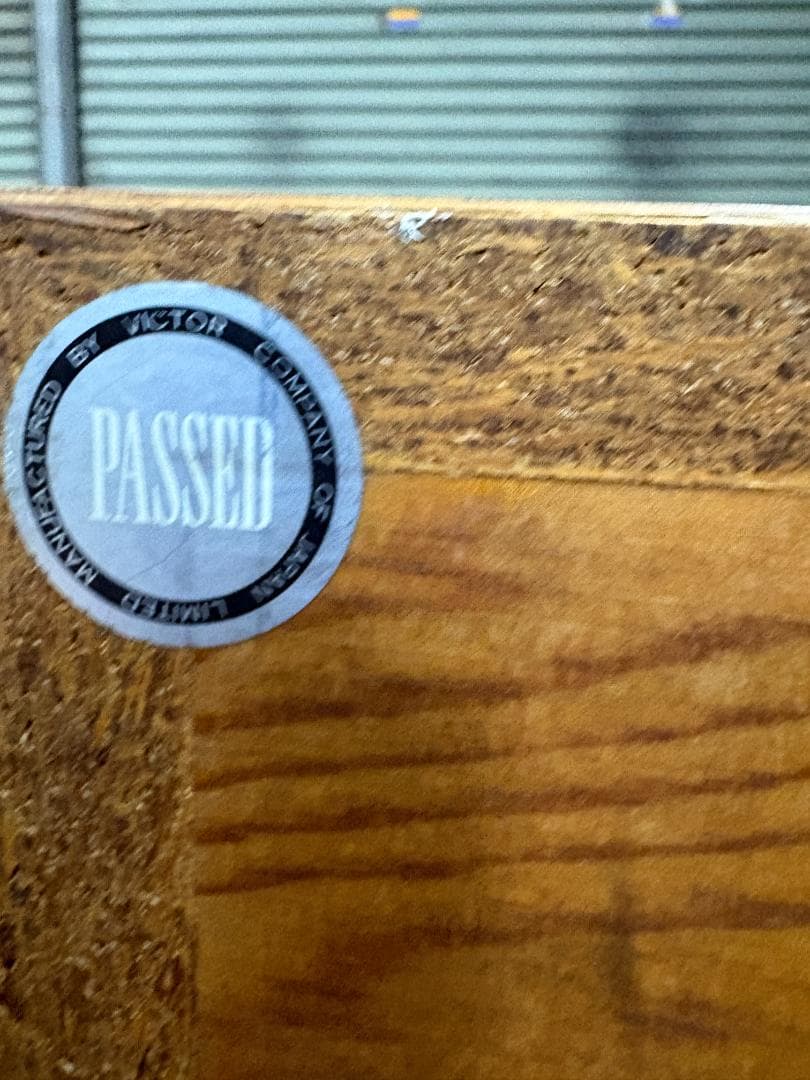 MANUFACTURED BY VICTOR COMPANY OF JAPAN LIMITED
PASSED